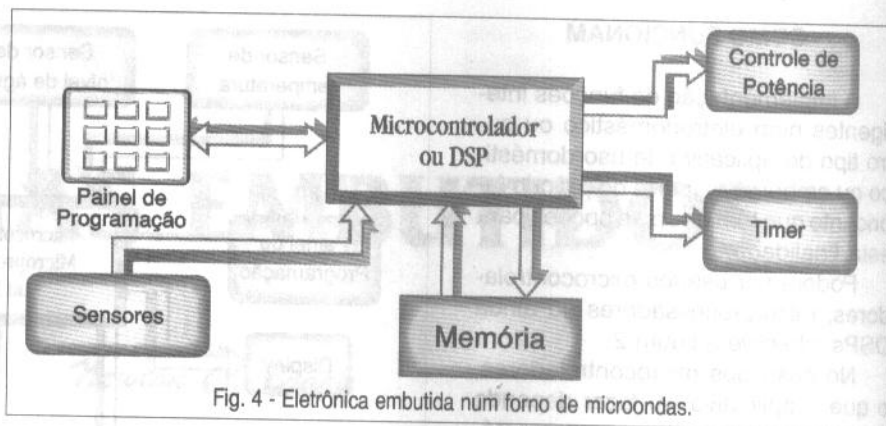 Controle de
Potência
Microcontrolador
ou DSP
Painel de
Programação
Timer
Sensores
Memória
Fig. 4 - Eletrônica embutida num forno de microondas.